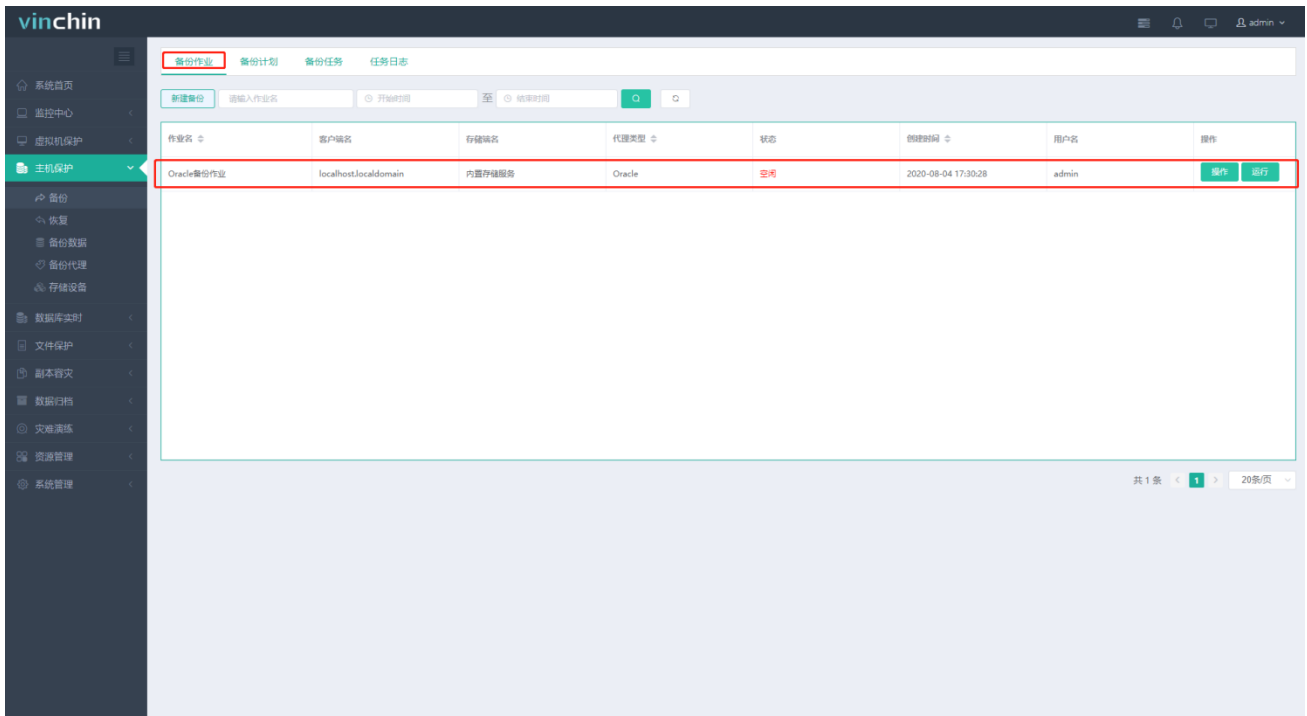 vinchin
admin
备份作业 备份计划 备份任务 任务日志
新建备份 请输入作业名 开始时间 至 结束时间
作业名 客户端名 存储端名 代理类型 状态 创建时间 用户名 操作
Oracle备份作业 localhost.localdomain 内置存储服务 Oracle 空闲 2020-08-04 17:30:28 admin 操作 运行
共1条 1 20条/页
系统首页
监控中心
虚拟机保护
主机保护
备份
恢复
备份数据
备份代理
存储设备
数据库实时
文件保护
副本容灾
数据归档
灾难演练
资源管理
系统管理